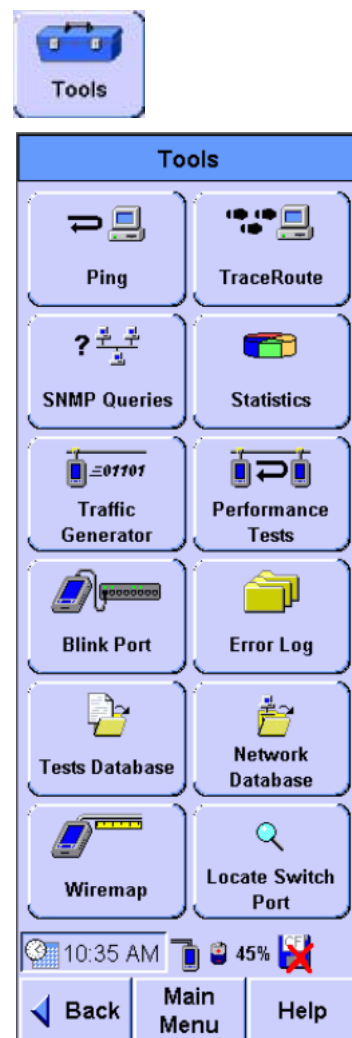 Tools
Tools
Ping
TraceRoute
?
SNMP Queries
Statistics
01101
Traffic
Generator
Performance
Tests
Blink Port
Error Log
Tests Database
Network
Database
Wiremap
Locate Switch
Port
10:35 AM
45%
CF
Back
Main
Menu
Help